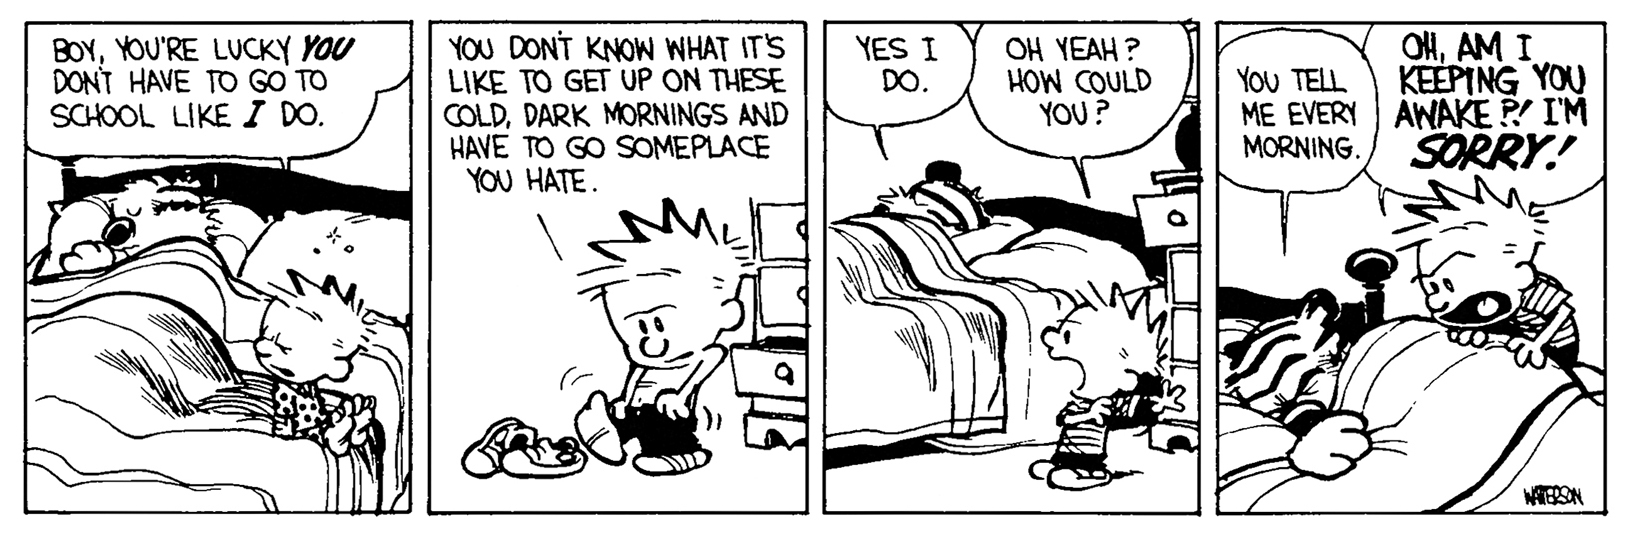 BOY, YOU'RE LUCKY YOU
DON'T HAVE TO GO TO
SCHOOL LIKE I DO.
YOU DON'T KNOW WHAT IT'S
LIKE TO GET UP ON THESE
COLD, DARK MORNINGS AND
HAVE TO GO SOMEPLACE
YOU HATE.
YES I
DO.
OH YEAH?
HOW COULD
YOU?
YOU TELL
ME EVERY
MORNING.
OH, AM I
KEEPING YOU
AWAKE?! I'M
SORRY!
WATTERSON